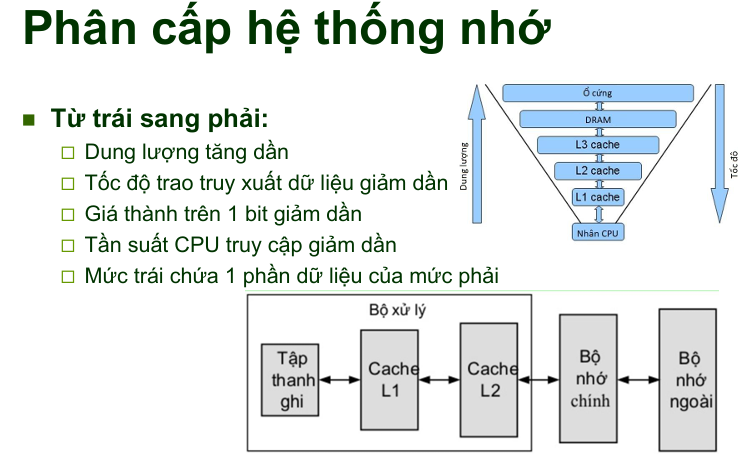 Phân cấp hệ thống nhớ
Từ trái sang phải:
Dung lượng tăng dần
Tốc độ trao truy xuất dữ liệu giảm dần
Giá thành trên 1 bit giảm dần
Tần suất CPU truy cập giảm dần
Mức trái chứa 1 phần dữ liệu của mức phải
Dung lượng
Ổ cứng
DRAM
L3 cache
L2 cache
L1 cache
Nhân CPU
Tốc độ
Bộ xử lý
Tập
thanh
ghi
Cache
L1
Cache
L2
Bộ
nhớ
chính
Bộ
nhớ
ngoài